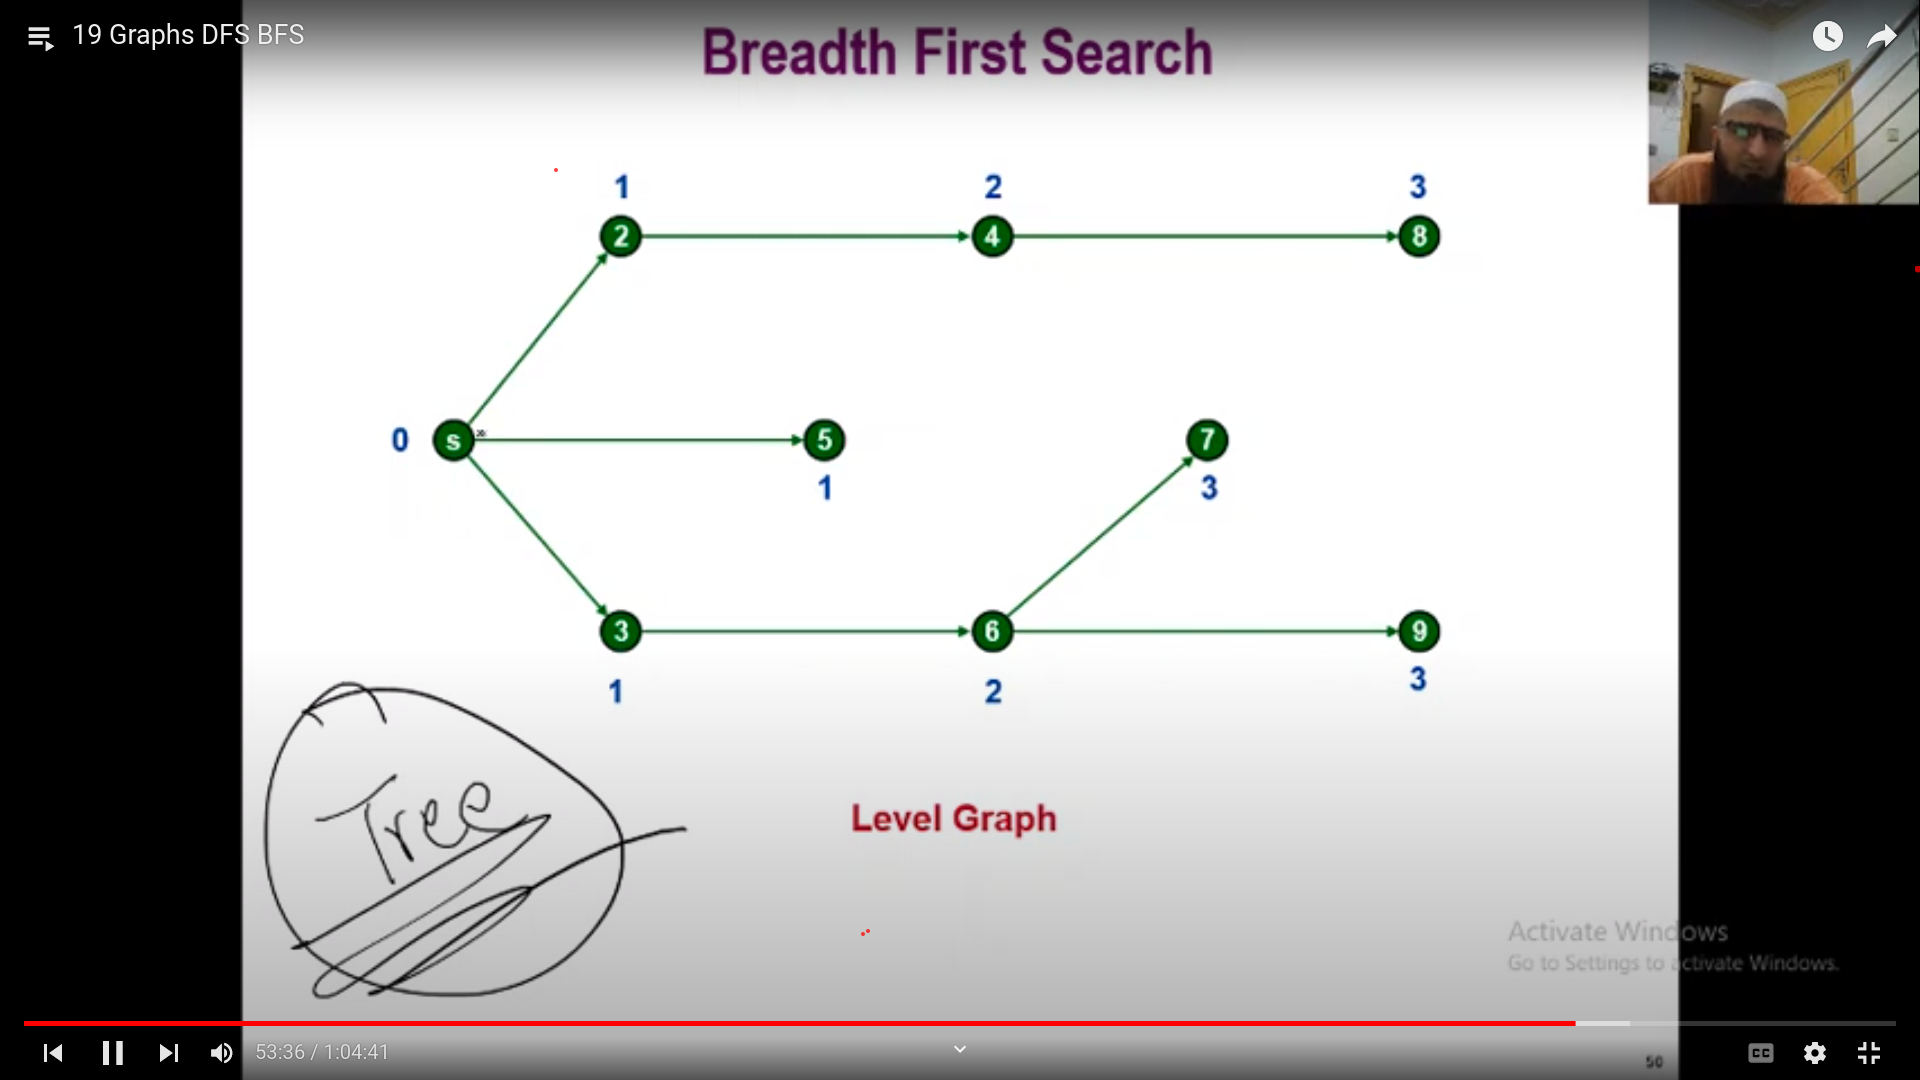 19 Graphs DFS BFS
Breadth First Search
1 2 3
2 4 8
0 s 5 7
1 3
3 6 9
1 2 3
Tree
Level Graph
Activate Windows
Go to Settings to activate Windows.
53:36 / 1:04:41
CC
50